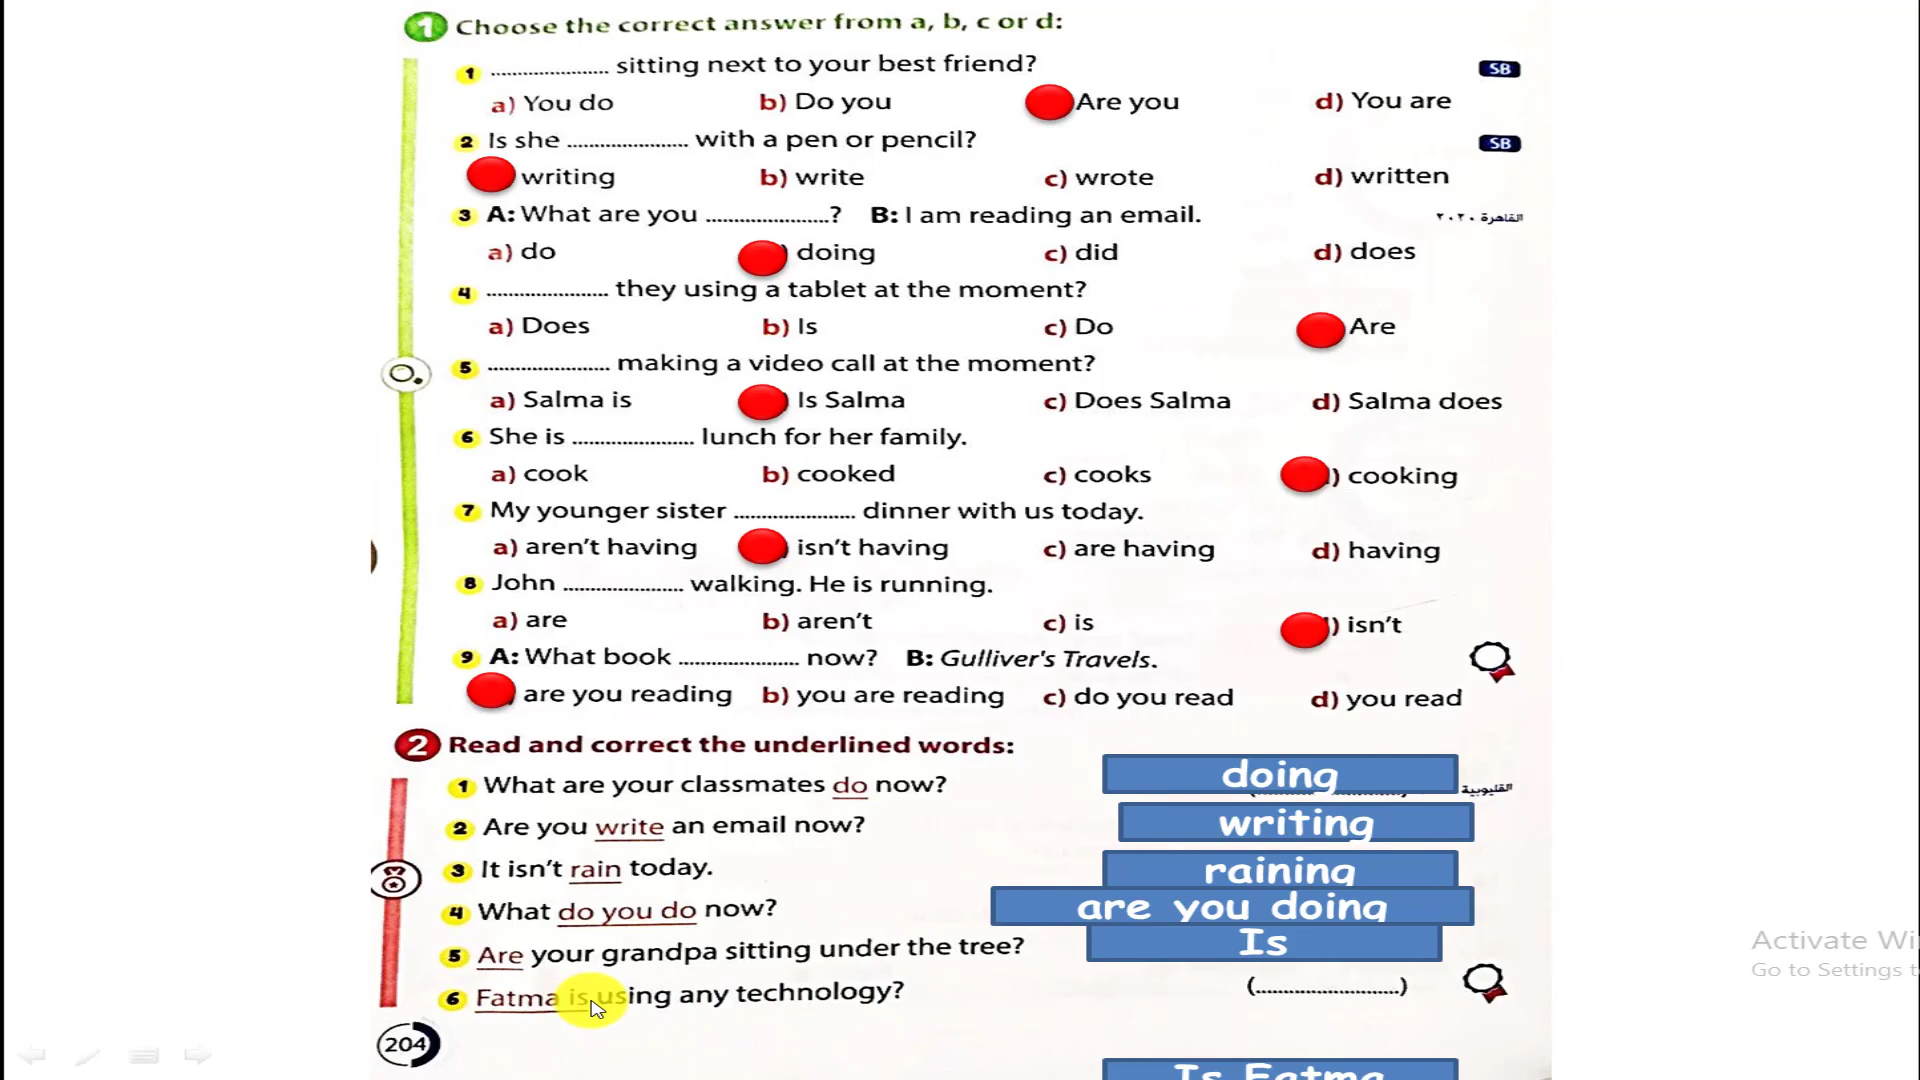 1 Choose the correct answer from a, b, c or d:
1 .................... sitting next to your best friend? SB
a) You do b) Do you Are you d) You are
2 Is she .................... with a pen or pencil? SB
writing b) write c) wrote d) written
3 A: What are you ....................? B: I am reading an email. القاهرة ٢٠٢٠
a) do doing c) did d) does
4 .................... they using a tablet at the moment?
a) Does b) Is c) Do Are
5 .................... making a video call at the moment?
a) Salma is Is Salma c) Does Salma d) Salma does
6 She is .................... lunch for her family.
a) cook b) cooked c) cooks ) cooking
7 My younger sister .................... dinner with us today.
a) aren't having isn't having c) are having d) having
8 John .................... walking. He is running.
a) are b) aren't c) is ) isn't
9 A: What book .................... now? B: Gulliver's Travels.
are you reading b) you are reading c) do you read d) you read
2 Read and correct the underlined words:
1 What are your classmates do now? doing القليوبية
2 Are you write an email now? writing
3 It isn't rain today. raining
4 What do you do now? are you doing
5 Are your grandpa sitting under the tree? Is
6 Fatma is using any technology? (........................)
204
Is Fatma
Activate Wi
Go to Settings t